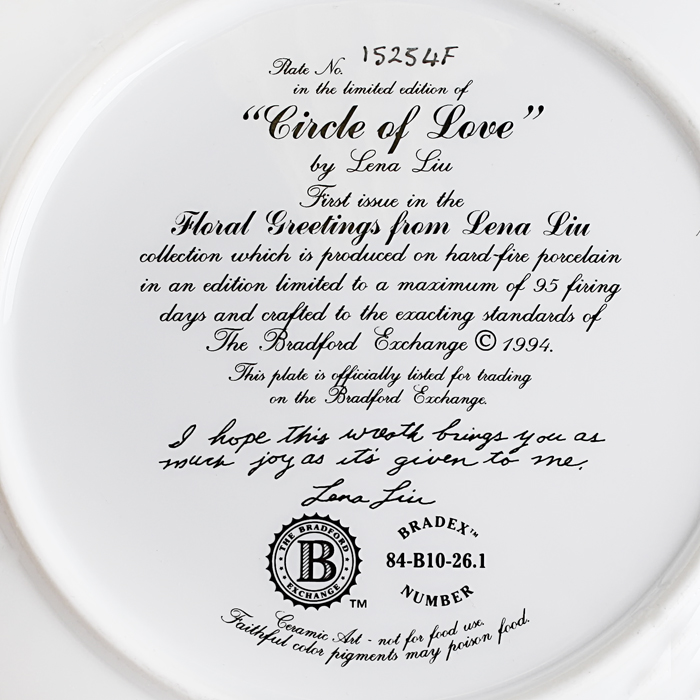 Plate No. 15254F
in the limited edition of
“Circle of Love”
by Lena Liu
First issue in the
Floral Greetings from Lena Liu
collection which is produced on hard-fire porcelain
in an edition limited to a maximum of 95 firing
days and crafted to the exacting standards of
The Bradford Exchange © 1994.
This plate is officially listed for trading
on the Bradford Exchange.
I hope this wreath brings you as
much joy as it's given to me.
Lena Liu
THE BRADFORD
B
EXCHANGE
TM
BRADEX™
84-B10-26.1
NUMBER
Ceramic Art - not for food use.
Faithful color pigments may poison food.